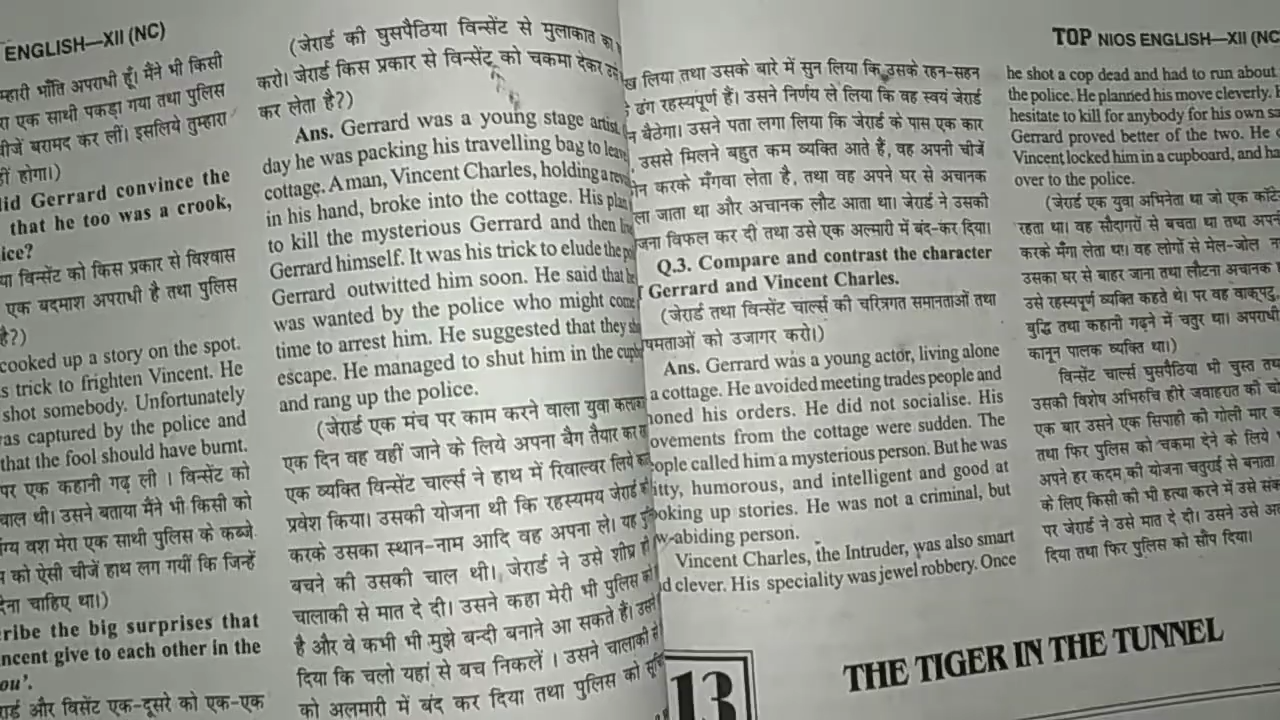 ENGLISH—XII (NC)
म्हारी भाँति अपराधी हूँ। मैंने भी किसी
एक साथी पकड़ा गया तथा पुलिस
बरामद कर लीं। इसलिये तुम्हारा
होगा।)
Gerrard convince the
that he too was a crook,
विन्सेंट को किस प्रकार से विश्वास
एक बदमाश अपराधी है तथा पुलिस
है?)
cooked up a story on the spot.
trick to frighten Vincent. He
shot somebody. Unfortunately
was captured by the police and
that the fool should have burnt.
पर एक कहानी गढ़ ली । विन्सेंट को
चाल थी। उसने बताया मैंने भी किसी को
वश मेरा एक साथी पुलिस के कब्जे
को ऐसी चीजें हाथ लग गयीं कि जिन्हें
देना चाहिए था।)
the big surprises that
give to each other in the
ou'.
और विसेंट एक-दूसरे को एक-एक
(जेरार्ड की घुसपैठिया विन्सेंट से मुलाकात का
करो। जेरार्ड किस प्रकार से विन्सेंट को चकमा देकर उसे
कर लेता है?)
Ans. Gerrard was a young stage artist.
day he was packing his travelling bag to leave
cottage. A man, Vincent Charles, holding a
in his hand, broke into the cottage. His plan
to kill the mysterious Gerrard and then
Gerrard himself. It was his trick to elude the
Gerrard outwitted him soon. He said that he
was wanted by the police who might come
time to arrest him. He suggested that they
escape. He managed to shut him in the
and rang up the police.
(जेरार्ड एक मंच पर काम करने वाला युवा
एक दिन वह वहीं जाने के लिये अपना बैग तैयार कर
एक व्यक्ति विन्सेंट चार्ल्स ने हाथ में रिवाल्वर लिये
प्रवेश किया। उसकी योजना थी कि रहस्यमय जेरार्ड
करके उसका स्थान-नाम आदि वह अपना ले। यह
बचने की उसकी चाल थी। जेरार्ड ने उसे शीघ्र ही
चालाकी से मात दे दी। उसने कहा मेरी भी पुलिस को
है और वे कभी भी मुझे बन्दी बनाने आ सकते हैं। उसने
दिया कि चलो यहां से बच निकलें । उसने चालाकी से
को अलमारी में बंद कर दिया तथा पुलिस को
लिया तथा उसके बारे में सुन लिया कि उसके रहन-सहन
ढंग रहस्यपूर्ण हैं। उसने निर्णय ले लिया कि वह स्वयं जेरार्ड
बैठेगा। उसने पता लगा लिया कि जेरार्ड के पास एक कार
उससे मिलने बहुत कम व्यक्ति आते हैं, वह अपनी चीजें
करके मँगवा लेता है, तथा वह अपने घर से अचानक
जाता था और अचानक लौट आता था। जेरार्ड ने उसकी
विफल कर दी तथा उसे एक अल्मारी में बंद-कर दिया।
Q.3. Compare and contrast the character
Gerrard and Vincent Charles.
(जेरार्ड तथा विन्सेंट चार्ल्स की चरित्रगत समानताओं तथा
षमताओं को उजागर करो।)
Ans. Gerrard was a young actor, living alone
a cottage. He avoided meeting trades people and
oned his orders. He did not socialise. His
ovements from the cottage were sudden. The
eople called him a mysterious person. But he was
itty, humorous, and intelligent and good at
oking up stories. He was not a criminal, but
w-abiding person.
Vincent Charles, the Intruder, was also smart
d clever. His speciality was jewel robbery. Once
TOP NIOS ENGLISH—XII (NC
he shot a cop dead and had to run about
the police. He planned his move cleverly.
hesitate to kill for anybody for his own
Gerrard proved better of the two. He
Vincent locked him in a cupboard, and
over to the police.
(जेरार्ड एक युवा अभिनेता था जो एक
रहता था। वह सौदागरों से बचता था तथा
करके मँगा लेता था। वह लोगों से मेल-जोल
उसका घर से बाहर जाना तथा लौटना अचानक
उसे रहस्यमय व्यक्ति कहते थे। पर वह वाक्पटु,
बुद्धि तथा कहानी गढ़ने में चतुर था। अपराधी
कानून पालक व्यक्ति था।)
विन्सेंट चार्ल्स घुसपैठिया भी चुस्त
उसकी विशेष अभिरुचि हीरे जवाहरात की
एक बार उसने एक सिपाही को गोली मार
तथा फिर पुलिस को चकमा देने के लिये
अपने हर कदम की योजना चतुराई से बनाता
के लिए किसी की भी हत्या करने में उसे
पर जेरार्ड ने उसे मात दे दी। उसने उसे
दिया तथा फिर पुलिस को सौंप दिया।
13
THE TIGER IN THE TUNNEL